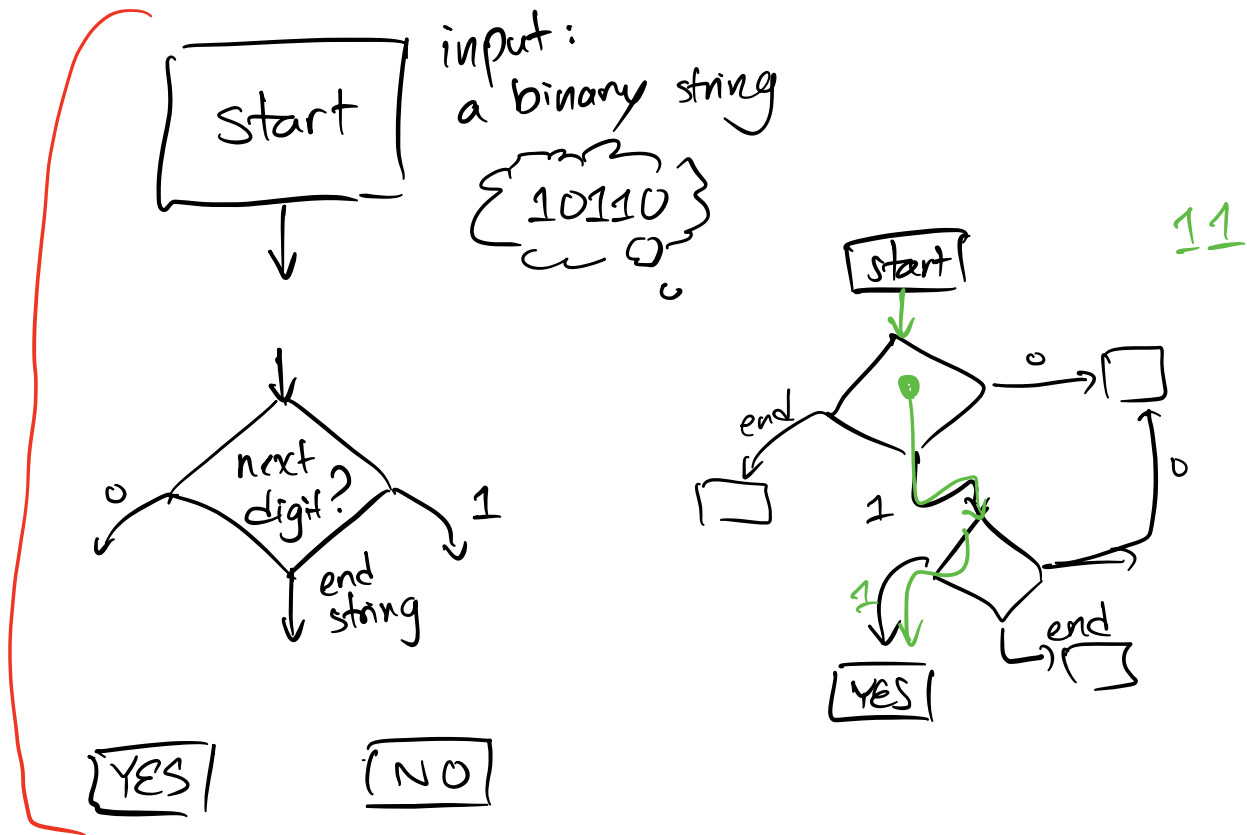 start
input:
a binary string
10110
next
digit?
0
1
end
string
YES
NO
11
start
0
end
1
0
1
end
YES